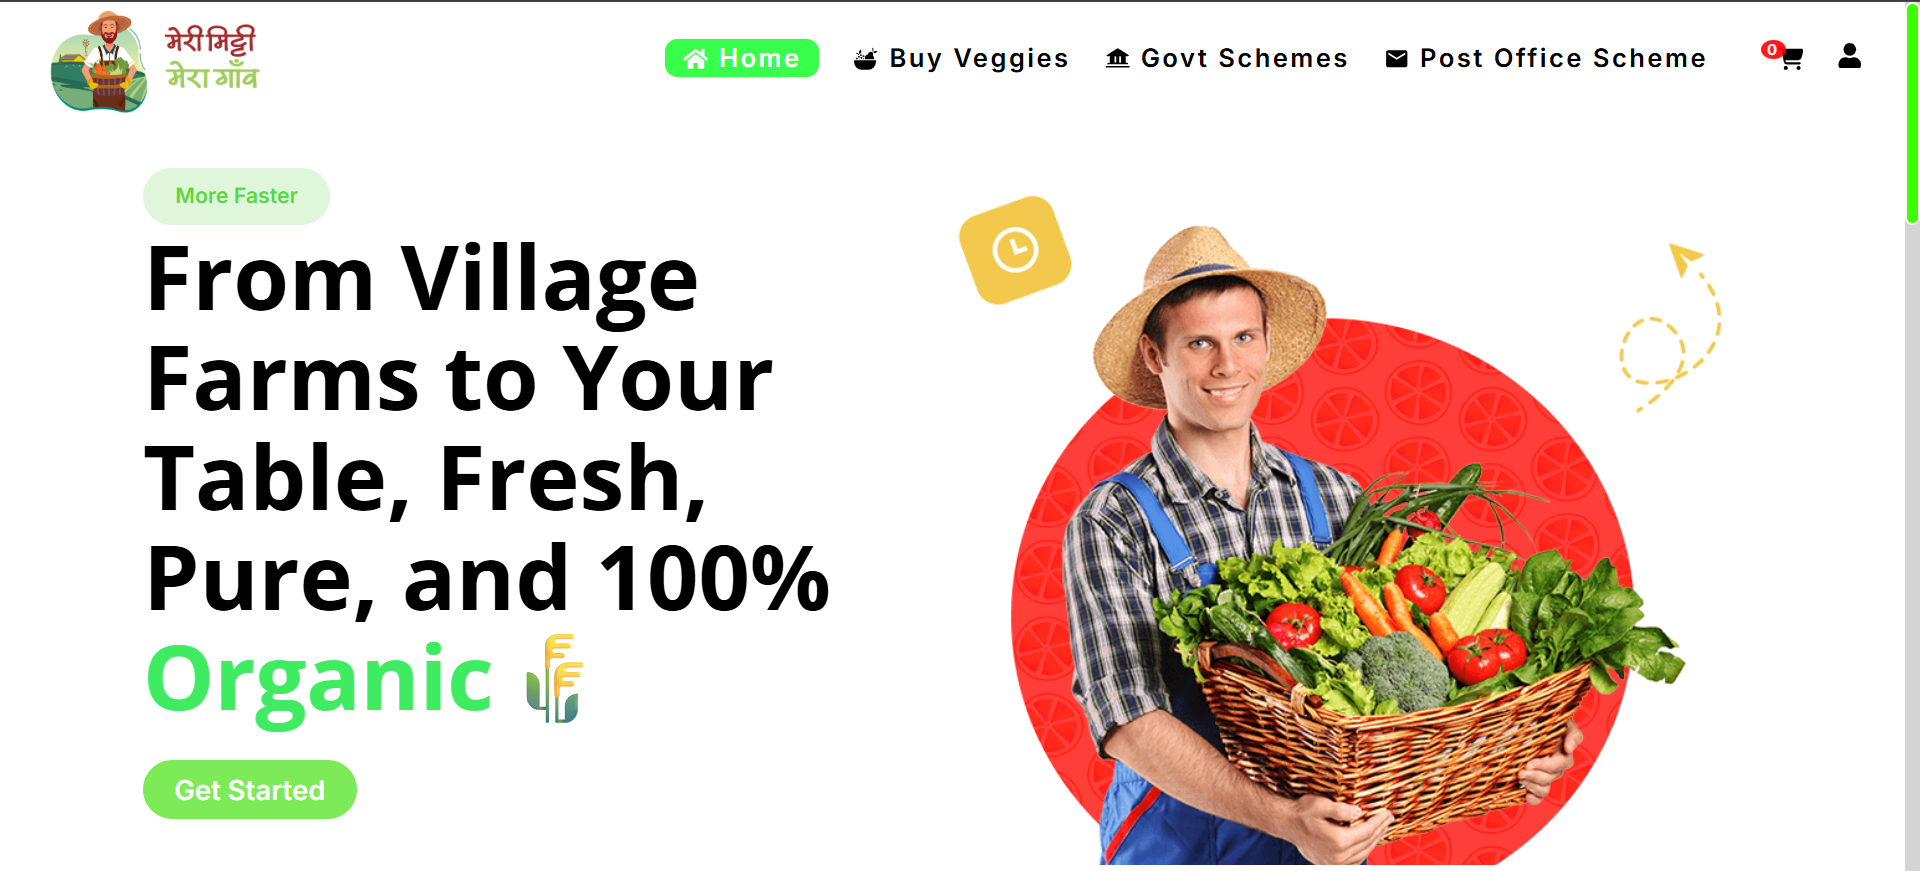 मेरी मिट्टी
मेरा गाँव
Home
Buy Veggies
Govt Schemes
Post Office Scheme
0
More Faster
From Village
Farms to Your
Table, Fresh,
Pure, and 100%
Organic
Get Started